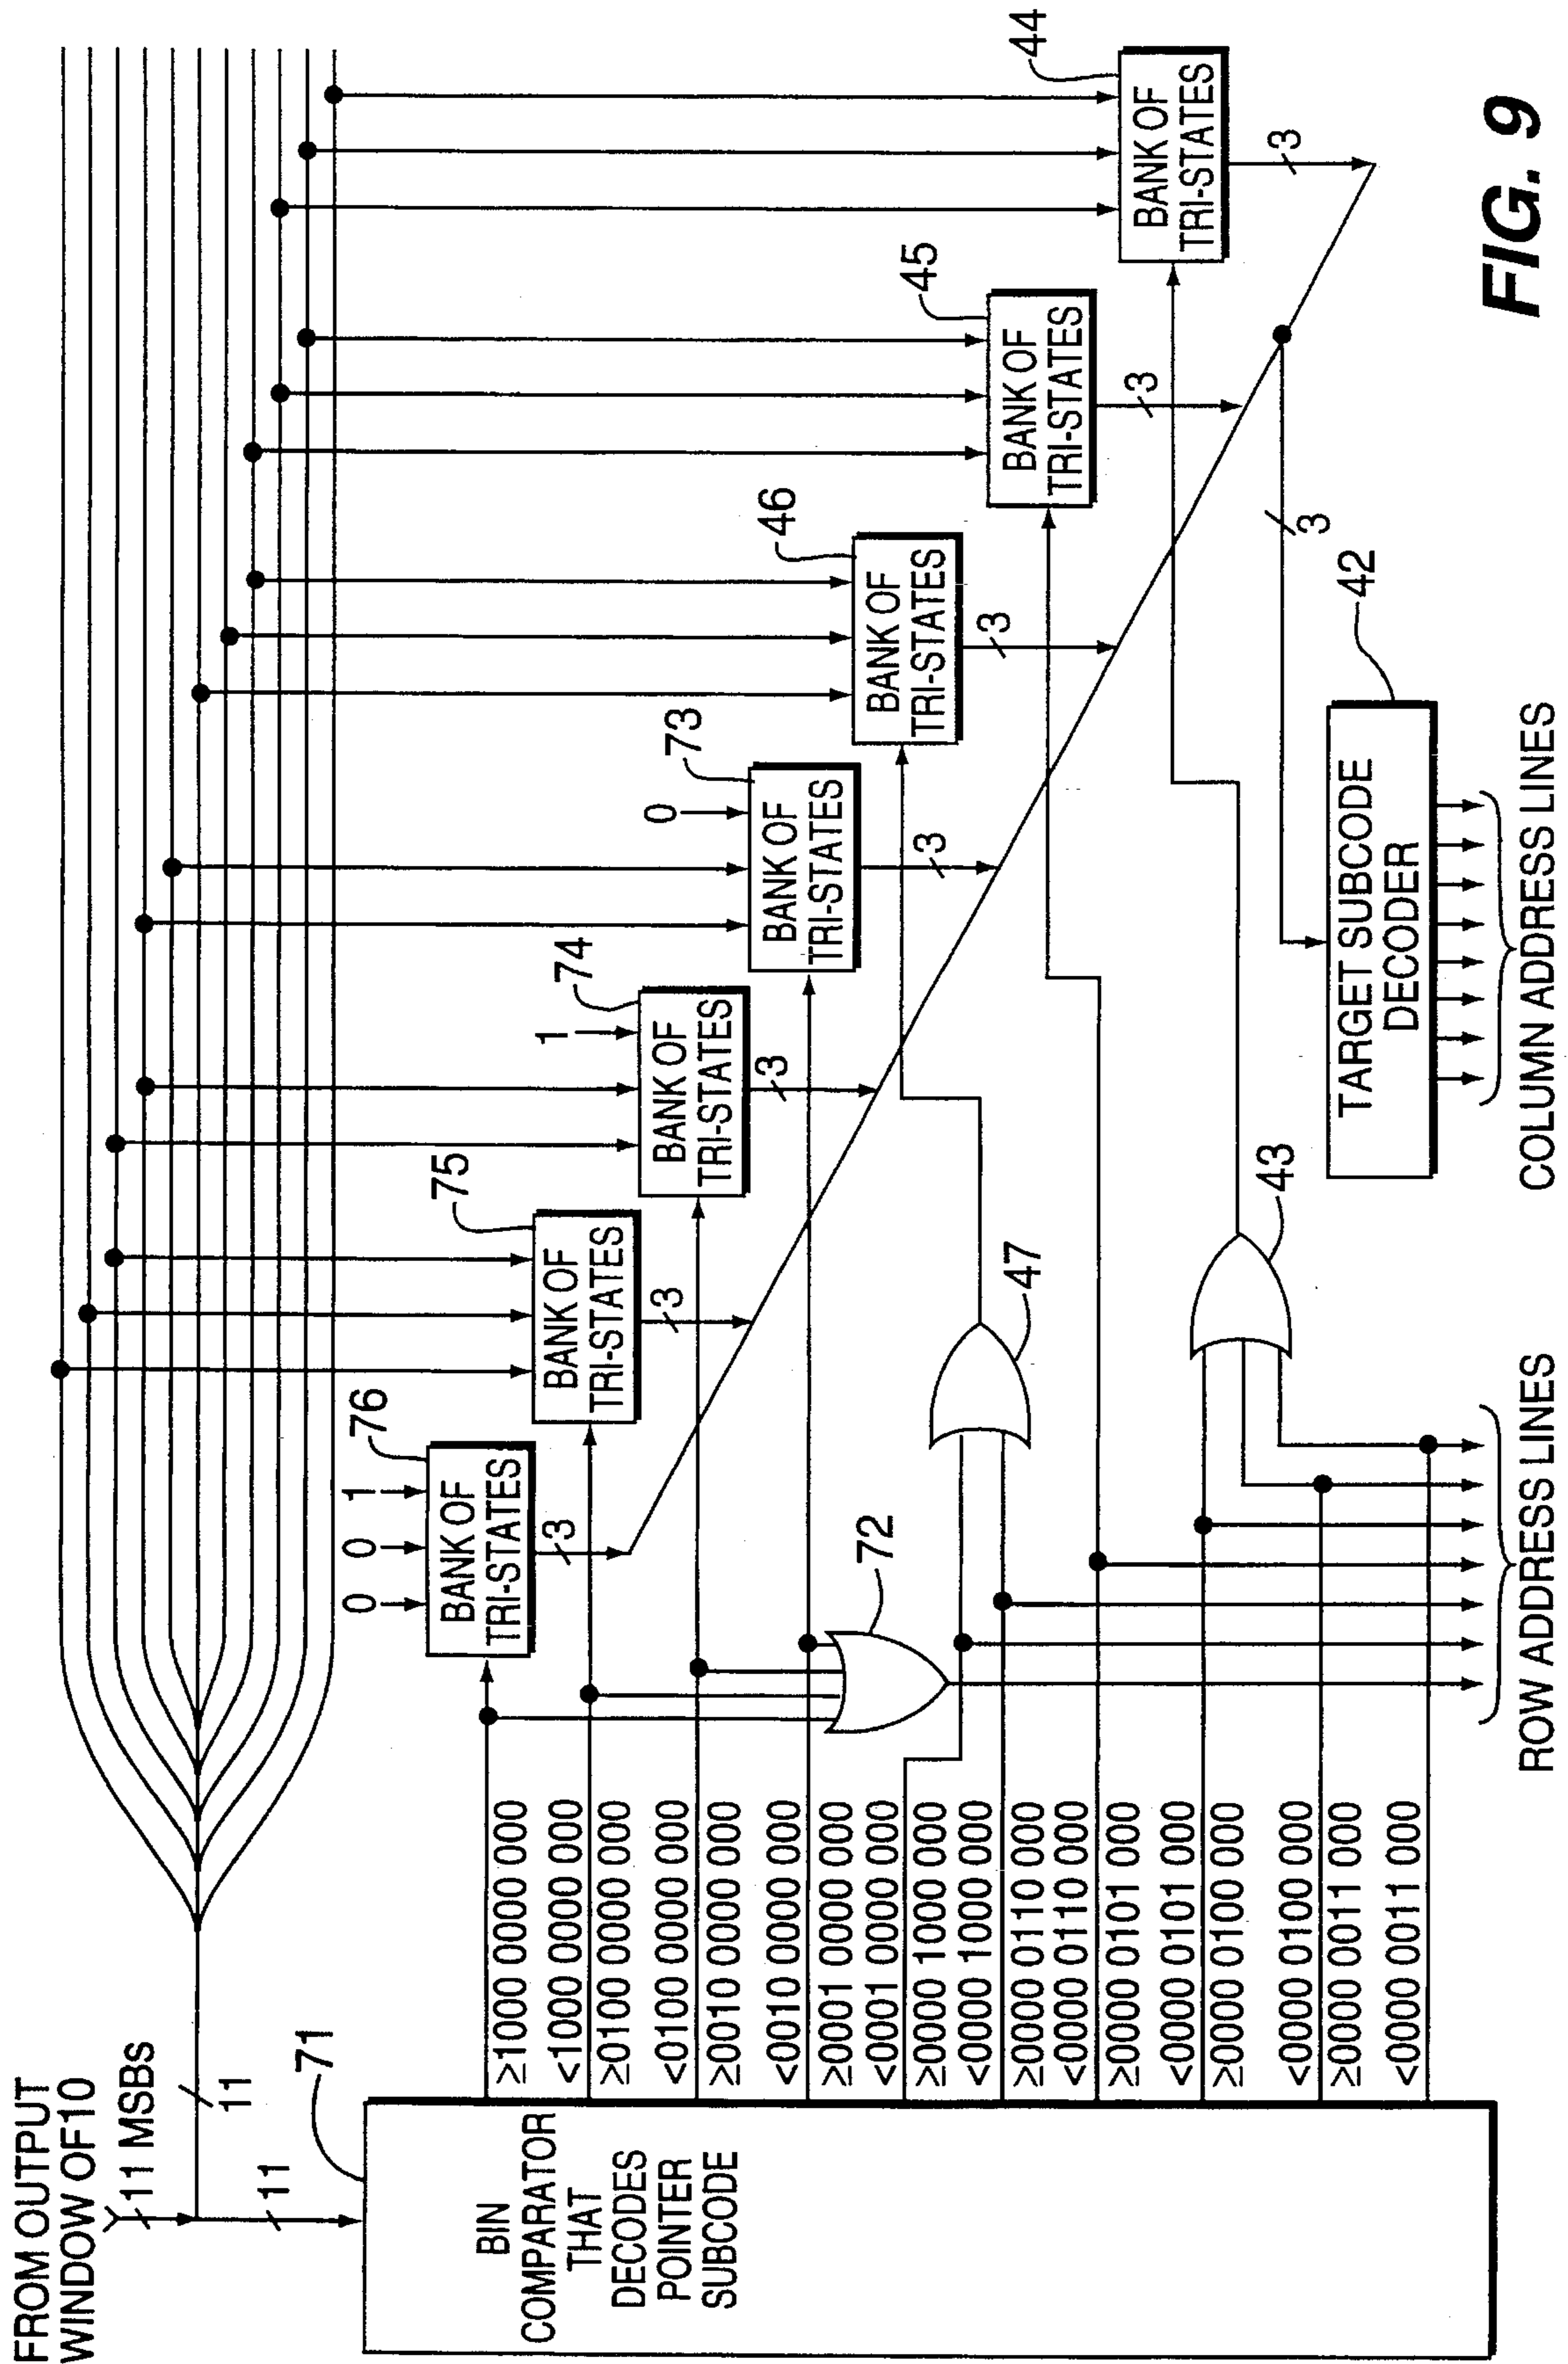 FROM OUTPUT
WINDOW OF10
11 MSBs
11
11
71
BIN
COMPARATOR
THAT
DECODES
POINTER
SUBCODE
≥1000 0000 000
<1000 0000 000
≥0100 0000 000
<0100 0000 000
≥0010 0000 000
<0010 0000 000
≥0001 0000 000
<0001 0000 000
≥0000 1000 000
<0000 1000 000
≥0000 0110 000
<0000 0110 000
≥0000 0101 000
<0000 0101 000
≥0000 0100 000
<0000 0100 000
≥0000 0011 000
<0000 0011 000
72
47
43
ROW ADDRESS LINES
0 0 1
76
BANK OF
TRI-STATES
3
75
BANK OF
TRI-STATES
3
1
74
BANK OF
TRI-STATES
3
0
73
BANK OF
TRI-STATES
3
46
BANK OF
TRI-STATES
3
45
BANK OF
TRI-STATES
3
44
BANK OF
TRI-STATES
3
3
42
TARGET SUBCODE
DECODER
COLUMN ADDRESS LINES
FIG. 9